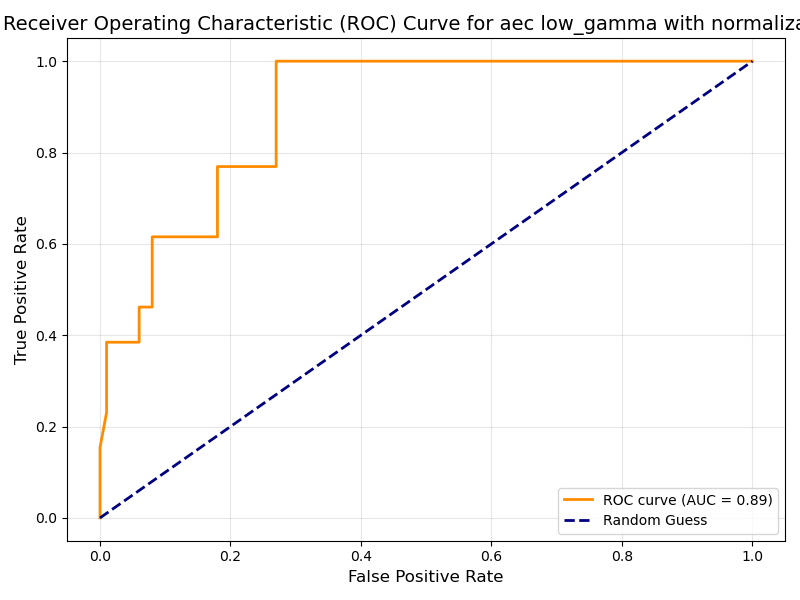 Receiver Operating Characteristic (ROC) Curve for aec low_gamma with normaliza
True Positive Rate
1.0
0.8
0.6
0.4
0.2
0.0
ROC curve (AUC = 0.89)
Random Guess
0.0 0.2 0.4 0.6 0.8 1.0
False Positive Rate